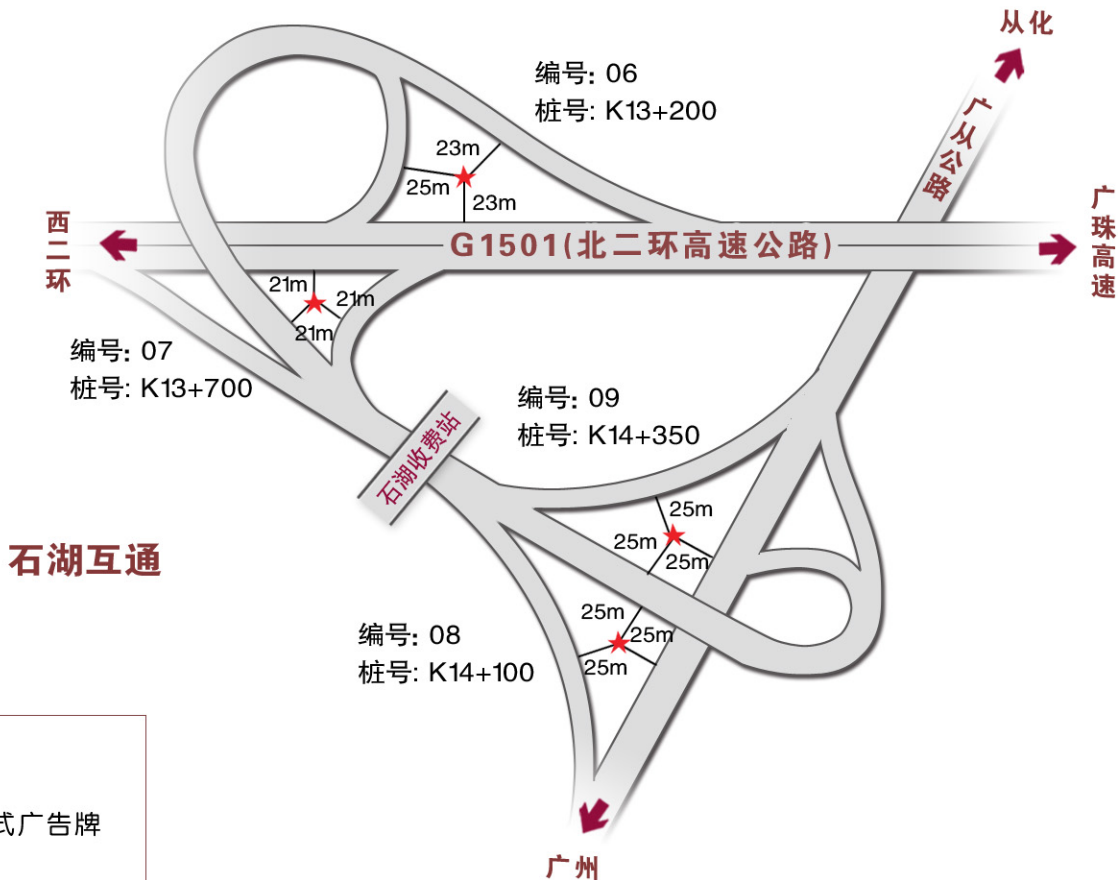 从化
编号: 06
桩号: K13+200
广从公路
23m
25m
23m
西二环
G1501(北二环高速公路)
广珠高速
21m
21m
21m
编号: 07
桩号: K13+700
编号: 09
桩号: K14+350
石湖收费站
25m
25m
25m
石湖互通
25m
25m
25m
编号: 08
桩号: K14+100
式广告牌
广州